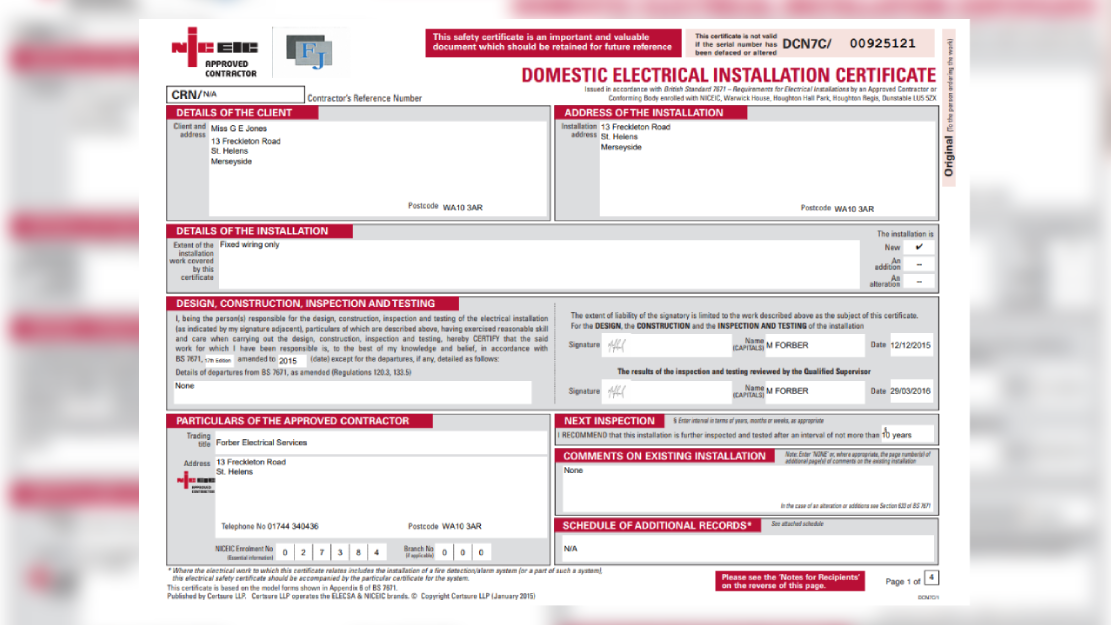 NICEIC
APPROVED
CONTRACTOR
FJ
This safety certificate is an important and valuable
document which should be retained for future reference
This certificate is not valid
if the serial number has
been defaced or altered
DCN7C/ 00925121
DOMESTIC ELECTRICAL INSTALLATION CERTIFICATE
Issued in accordance with British Standard 7671 – Requirements for Electrical Installations by an Approved Contractor or
Conforming Body enrolled with NICEIC, Warwick House, Houghton Hall Park, Houghton Regis, Dunstable LU5 5ZX
CRN/ N/A
Contractor's Reference Number
Original (To the person ordering the work)
DETAILS OF THE CLIENT
Client and
address
Miss G E Jones
13 Freckleton Road
St. Helens
Merseyside
Postcode WA10 3AR
ADDRESS OF THE INSTALLATION
Installation
address
13 Freckleton Road
St. Helens
Merseyside
Postcode WA10 3AR
DETAILS OF THE INSTALLATION
Extent of the
installation
work covered
by this
certificate
Fixed wiring only
The installation is
New ✔
An
addition --
An
alteration --
DESIGN, CONSTRUCTION, INSPECTION AND TESTING
I, being the person(s) responsible for the design, construction, inspection and testing of the electrical installation
(as indicated by my signature adjacent), particulars of which are described above, having exercised reasonable skill
and care when carrying out the design, construction, inspection and testing, hereby CERTIFY that the said
work for which I have been responsible is, to the best of my knowledge and belief, in accordance with
BS 7671, 17th Edition amended to 2015 (date) except for the departures, if any, detailed as follows:
Details of departures from BS 7671, as amended (Regulations 120.3, 133.5)
None
The extent of liability of the signatory is limited to the work described above as the subject of this certificate.
For the DESIGN, the CONSTRUCTION and the INSPECTION AND TESTING of the installation
Signature Name (CAPITALS) M FORBER Date 12/12/2015
The results of the inspection and testing reviewed by the Qualified Supervisor
Signature Name (CAPITALS) M FORBER Date 29/03/2016
PARTICULARS OF THE APPROVED CONTRACTOR
Trading
title
Forber Electrical Services
Address
13 Freckleton Road
St. Helens
NICEIC
APPROVED
CONTRACTOR
Telephone No 01744 340436
Postcode WA10 3AR
NICEIC Enrolment No
(Essential information)
0 2 7 3 8 4
Branch No
(if applicable)
0 0 0
NEXT INSPECTION
§ Enter interval in terms of years, months or weeks, as appropriate
I RECOMMEND that this installation is further inspected and tested after an interval of not more than 10 years
COMMENTS ON EXISTING INSTALLATION
Note: Enter 'NONE' or, where appropriate, the page number(s) of
additional page(s) of comments on the existing installation
None
In the case of an alteration or additions see Section 633 of BS 7671
SCHEDULE OF ADDITIONAL RECORDS*
See attached schedule
N/A
* Where the electrical work to which this certificate relates includes the installation of a fire detection/alarm system (or a part of such a system),
this electrical safety certificate should be accompanied by the particular certificate for the system.
This certificate is based on the model forms shown in Appendix 6 of BS 7671.
Published by Certsure LLP. Certsure LLP operates the ELECSA & NICEIC brands. © Copyright Certsure LLP (January 2015)
Please see the 'Notes for Recipients'
on the reverse of this page.
Page 1 of 4
DCN7C/1